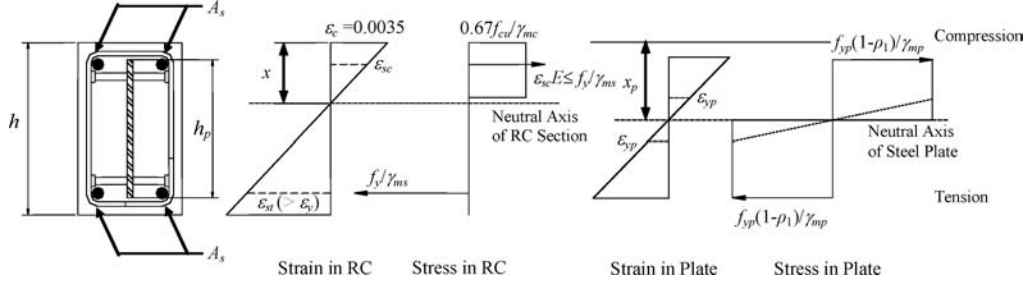 A_s
ε_c =0.0035
0.67f_cu/γ_mc
f_yp(1-ρ_1)/γ_mp
Compression
x
ε_sc
ε_scE≤ f_y/γ_ms
x_p
ε_yp
h
h_p
Neutral Axis
of RC Section
Neutral Axis
of Steel Plate
ε_yp
f_y/γ_ms
ε_st (> ε_y)
Tension
f_yp(1-ρ_1)/γ_mp
A_s
Strain in RC
Stress in RC
Strain in Plate
Stress in Plate